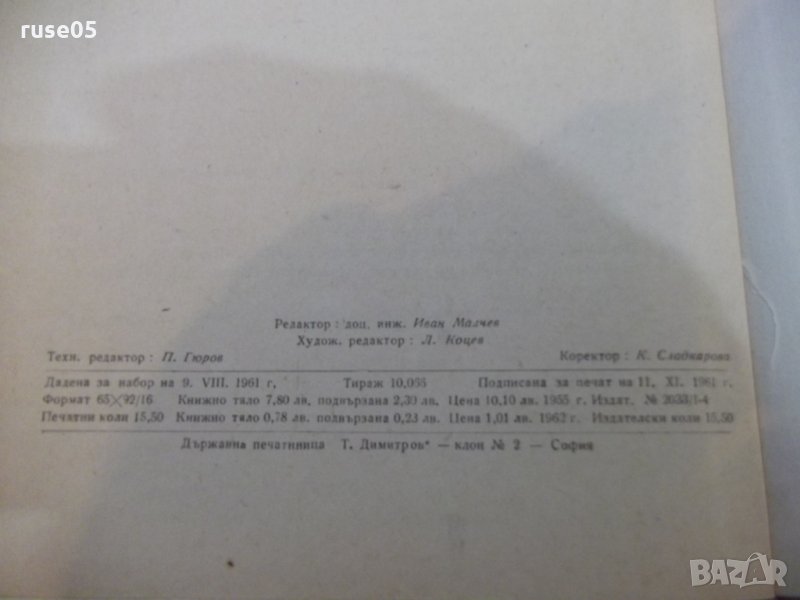 ruse05
Редактор: доц. инж. Иван Малчев
Худож. редактор: Л. Коцев
Техн. редактор: П. Гюров Коректор: К. Сладкарова
Дадена за набор на 9. VIII. 1961 г. Тираж 10,065 Подписана за печат на 11. XI. 1961 г.
Формат 65×92/16 Книжно тяло 7,80 лв. подвързана 2,30 лв. Цена 10,10 лв. 1955 г. Издат. № 2033/I-4
Печатни коли 15,50 Книжно тяло 0,78 лв. подвързана 0,23 лв. Цена 1,01 лв. 1962 г. Издателски коли 15,50
Държавна печатница Т. Димитров“ — клон № 2 — София
BAZAR